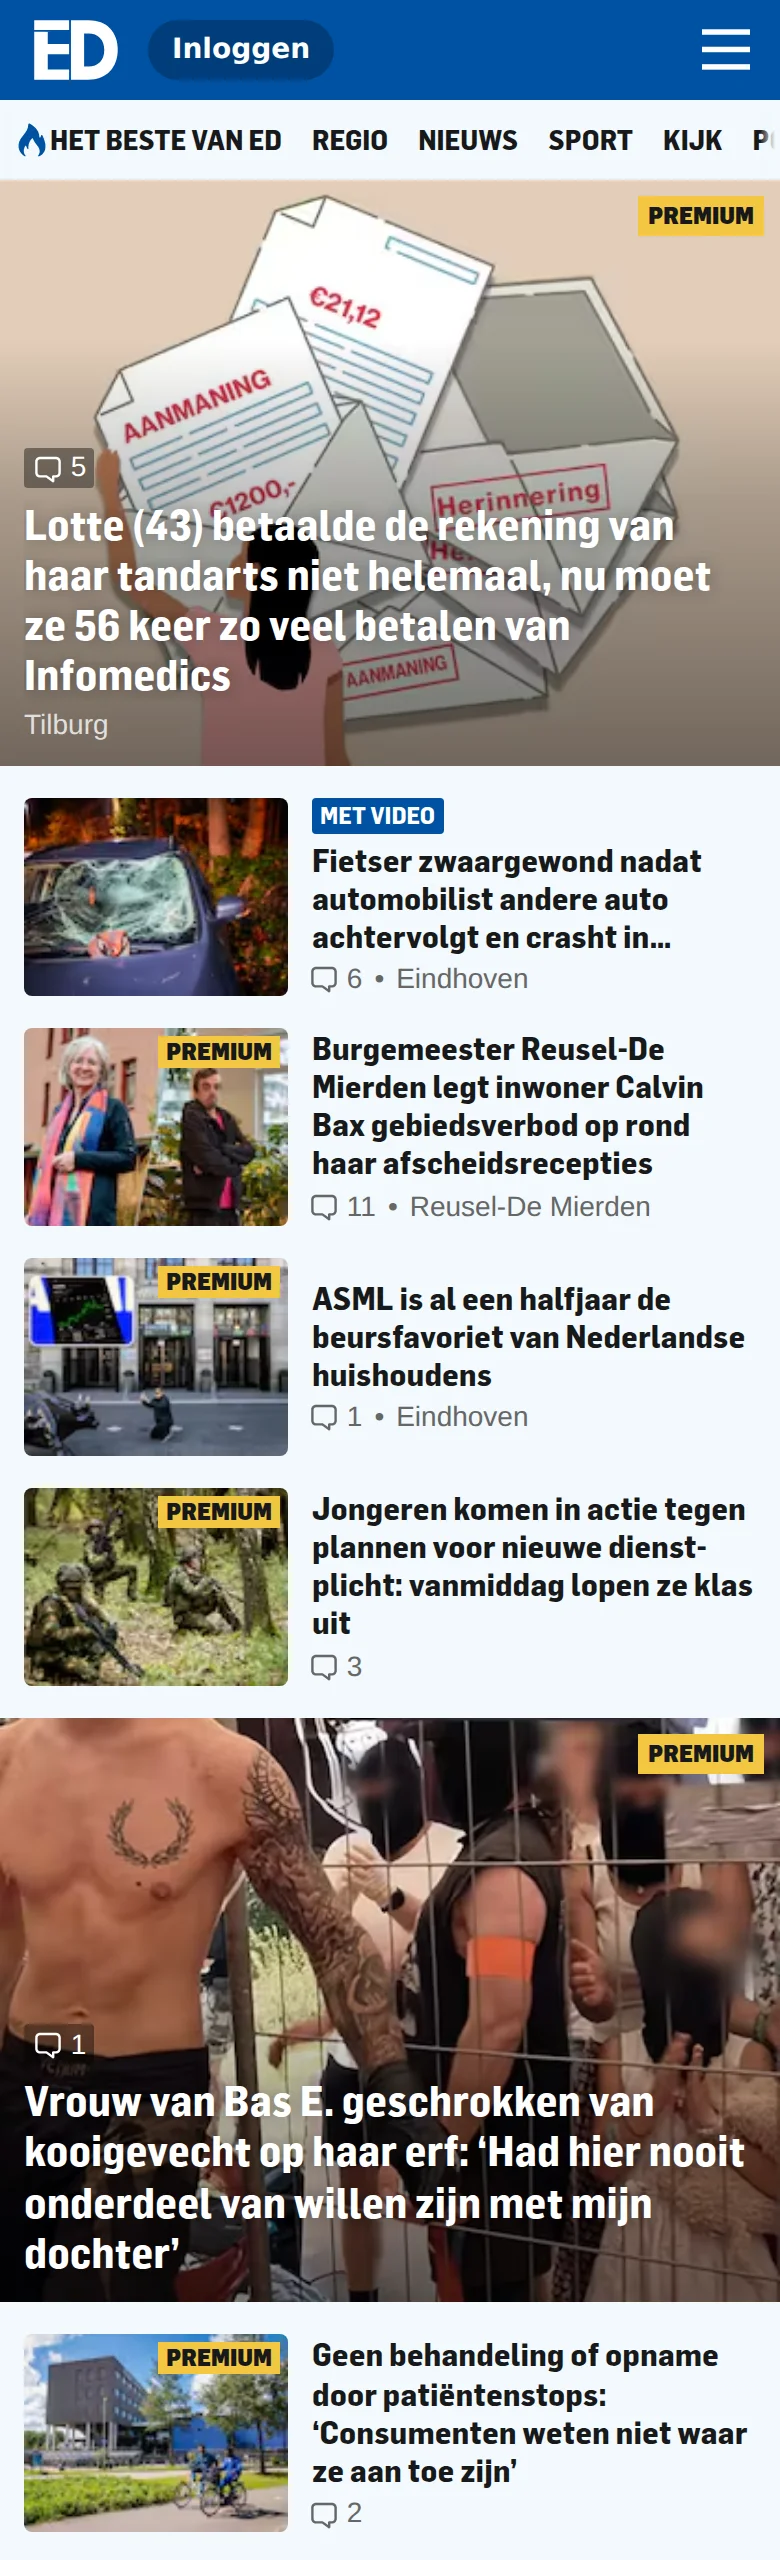 ED
Inloggen
HET BESTE VAN ED
REGIO
NIEUWS
SPORT
KIJK
PREMIUM
€21,12
AANMANING
€1200,-
Herinnering
AANMANING
5
Lotte (43) betaalde de rekening van
haar tandarts niet helemaal, nu moet
ze 56 keer zo veel betalen van
Infomedics
Tilburg
MET VIDEO
Fietser zwaargewond nadat
automobilist andere auto
achtervolgt en crasht in...
6 • Eindhoven
PREMIUM
Burgemeester Reusel-De
Mierden legt inwoner Calvin
Bax gebiedsverbod op rond
haar afscheidsrecepties
11 • Reusel-De Mierden
PREMIUM
ASML is al een halfjaar de
beursfavoriet van Nederlandse
huishoudens
1 • Eindhoven
PREMIUM
Jongeren komen in actie tegen
plannen voor nieuwe dienst-
plicht: vanmiddag lopen ze klas
uit
3
PREMIUM
1
Vrouw van Bas E. geschrokken van
kooigevecht op haar erf: ‘Had hier nooit
onderdeel van willen zijn met mijn
dochter’
PREMIUM
Geen behandeling of opname
door patiëntenstops:
‘Consumenten weten niet waar
ze aan toe zijn’
2